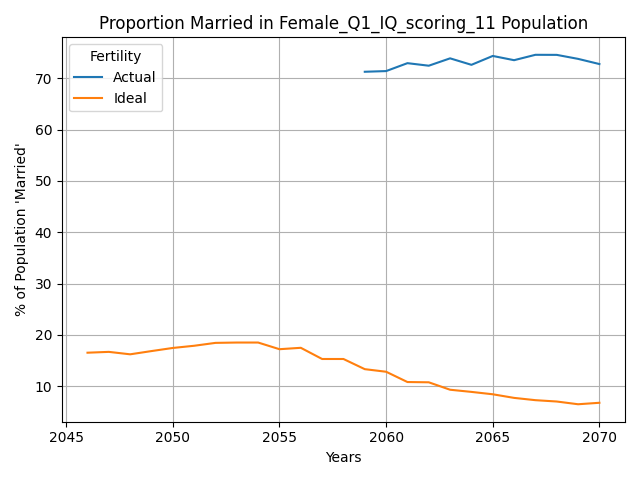 Proportion Married in Female_Q1_IQ_scoring_11 Population
Fertility
Actual
Ideal
% of Population 'Married'
70
60
50
40
30
20
10
2045 2050 2055 2060 2065 2070
Years